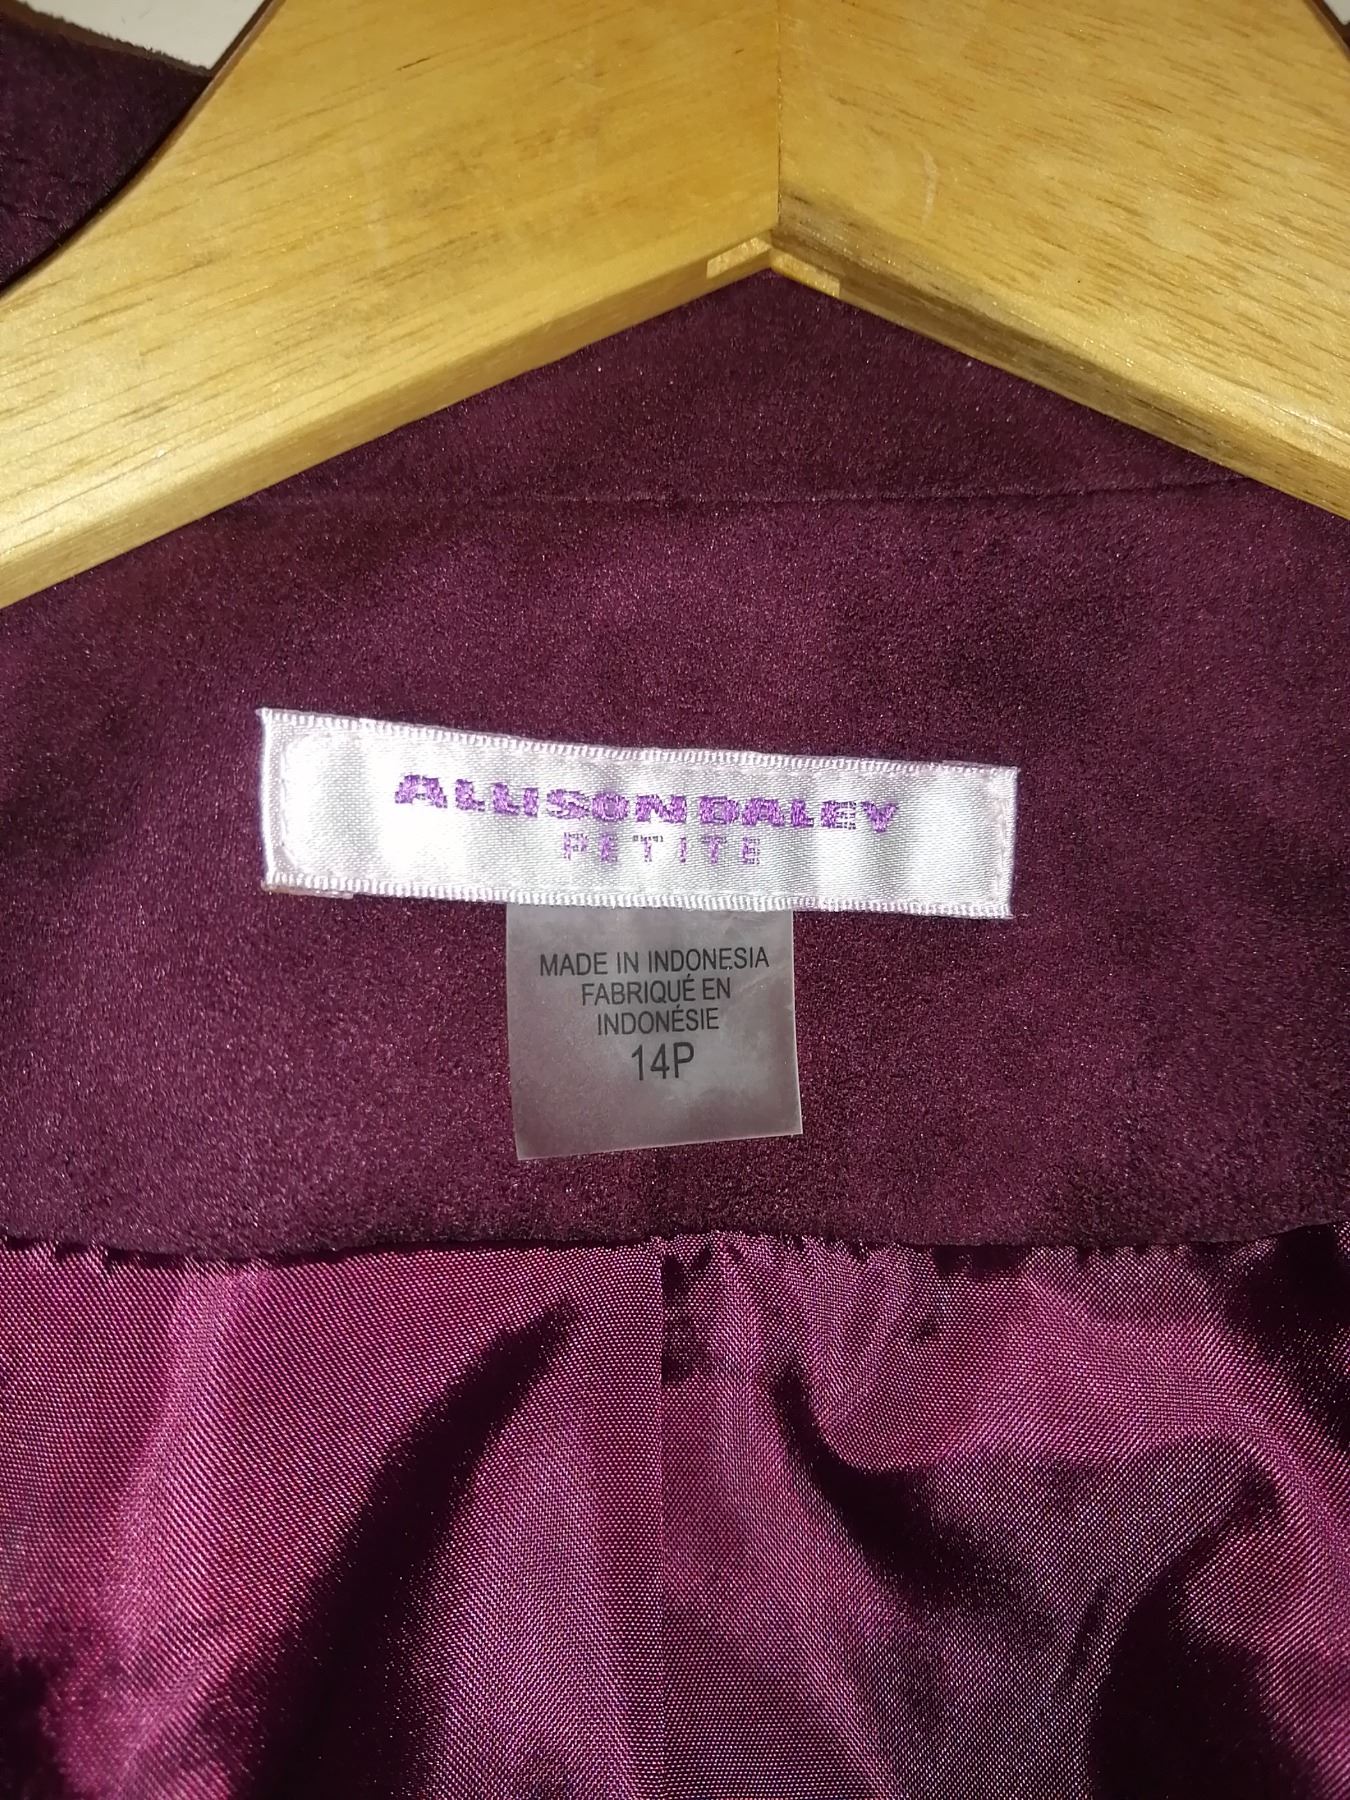 ALLISON DALEY
PETITE
MADE IN INDONESIA
FABRIQUÉ EN
INDONÉSIE
14P